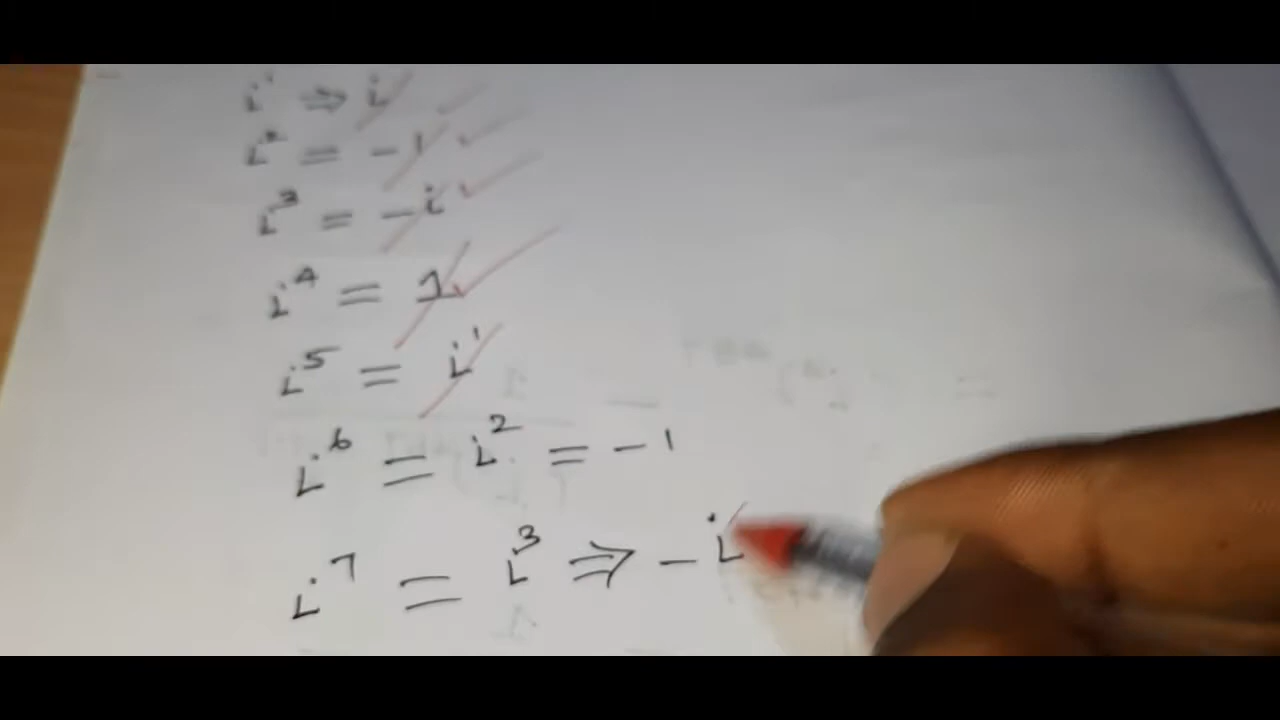 i¹ ⇒ i
i² = -1
i³ = -i
i⁴ = 1
i⁵ = i¹
i⁶ = i² = -1
i⁷ = i³ ⇒ -i